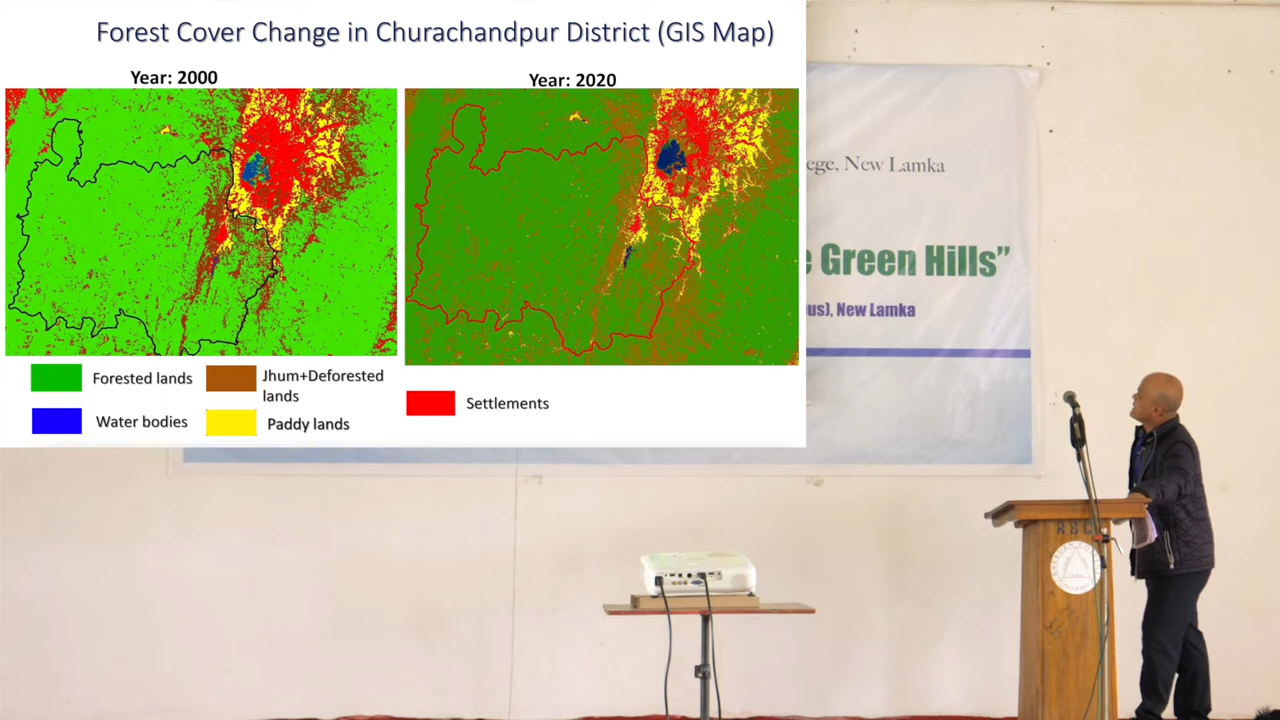 Forest Cover Change in Churachandpur District (GIS Map)
Year: 2000
Year: 2020
Forested lands
Jhum+Deforested
lands
Settlements
Water bodies
Paddy lands
ege, New Lamka
Green Hills”
us), New Lamka
R B C